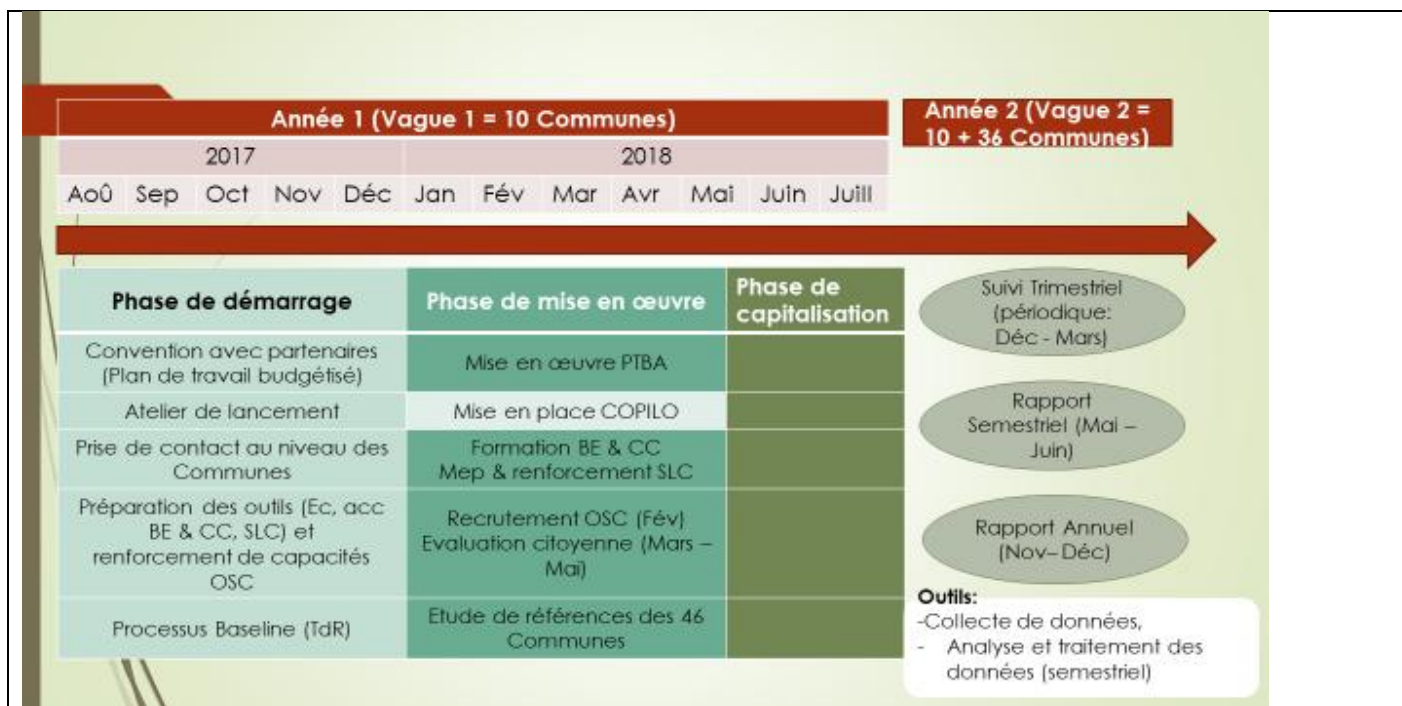 Année 1 (Vague 1 = 10 Communes)
Année 2 (Vague 2 =
10 + 36 Communes)
2017 2018
Aoû Sep Oct Nov Déc Jan Fév Mar Avr Mai Juin Juill
Phase de démarrage
Phase de mise en œuvre
Phase de
capitalisation
Convention avec partenaires
(Plan de travail budgétisé)
Mise en œuvre PTBA
Atelier de lancement
Mise en place COPILO
Prise de contact au niveau des
Communes
Formation BE & CC
Mep & renforcement SLC
Préparation des outils (Ec, acc
BE & CC, SLC) et
renforcement de capacités
OSC
Recrutement OSC (Fév)
Evaluation citoyenne (Mars –
Mai)
Processus Baseline (TdR)
Etude de références des 46
Communes
Suivi Trimestriel
(périodique:
Déc - Mars)
Rapport
Semestriel (Mai –
Juin)
Rapport Annuel
(Nov– Déc)
Outils:
-Collecte de données,
- Analyse et traitement des
données (semestriel)